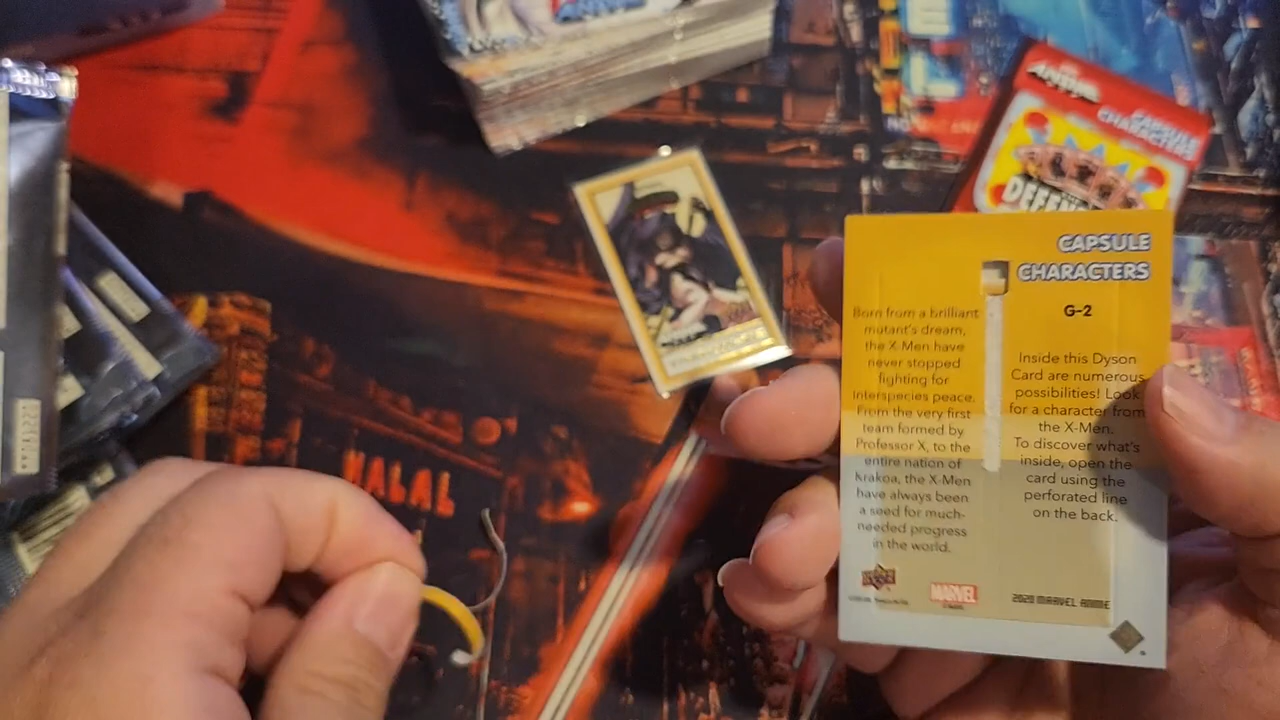 ANIME
CAPSULE
CHARACTERS
CAPSULE
CHARACTERS
G-2
Born from a brilliant
mutant's dream,
the X-Men have
never stopped
fighting for
interspecies peace.
From the very first
team formed by
Professor X, to the
entire nation of
Krakoa, the X-Men
have always been
a seed for much-
needed progress
in the world.
Inside this Dyson
Card are numerous
possibilities! Look
for a character from
the X-Men.
To discover what's
inside, open the
card using the
perforated line
on the back.
MARVEL
2020 MARVEL ANIME
HALAL